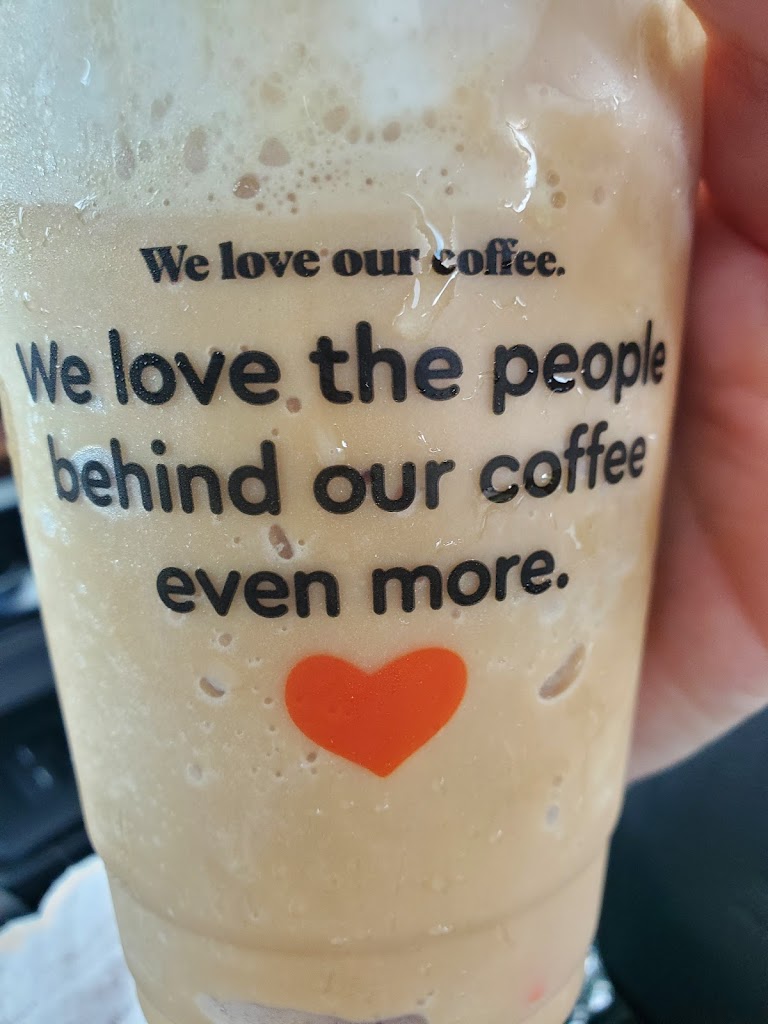 We love our coffee.
We love the people
behind our coffee
even more.